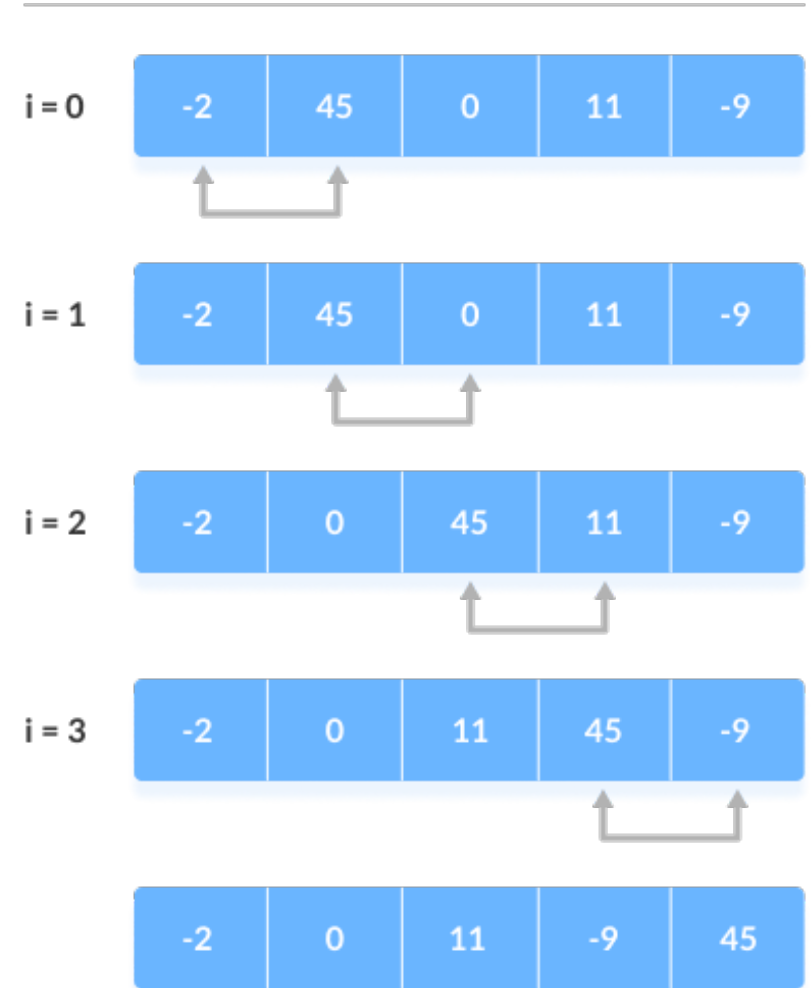 i = 0 -2 45 0 11 -9
i = 1 -2 45 0 11 -9
i = 2 -2 0 45 11 -9
i = 3 -2 0 11 45 -9
-2 0 11 -9 45